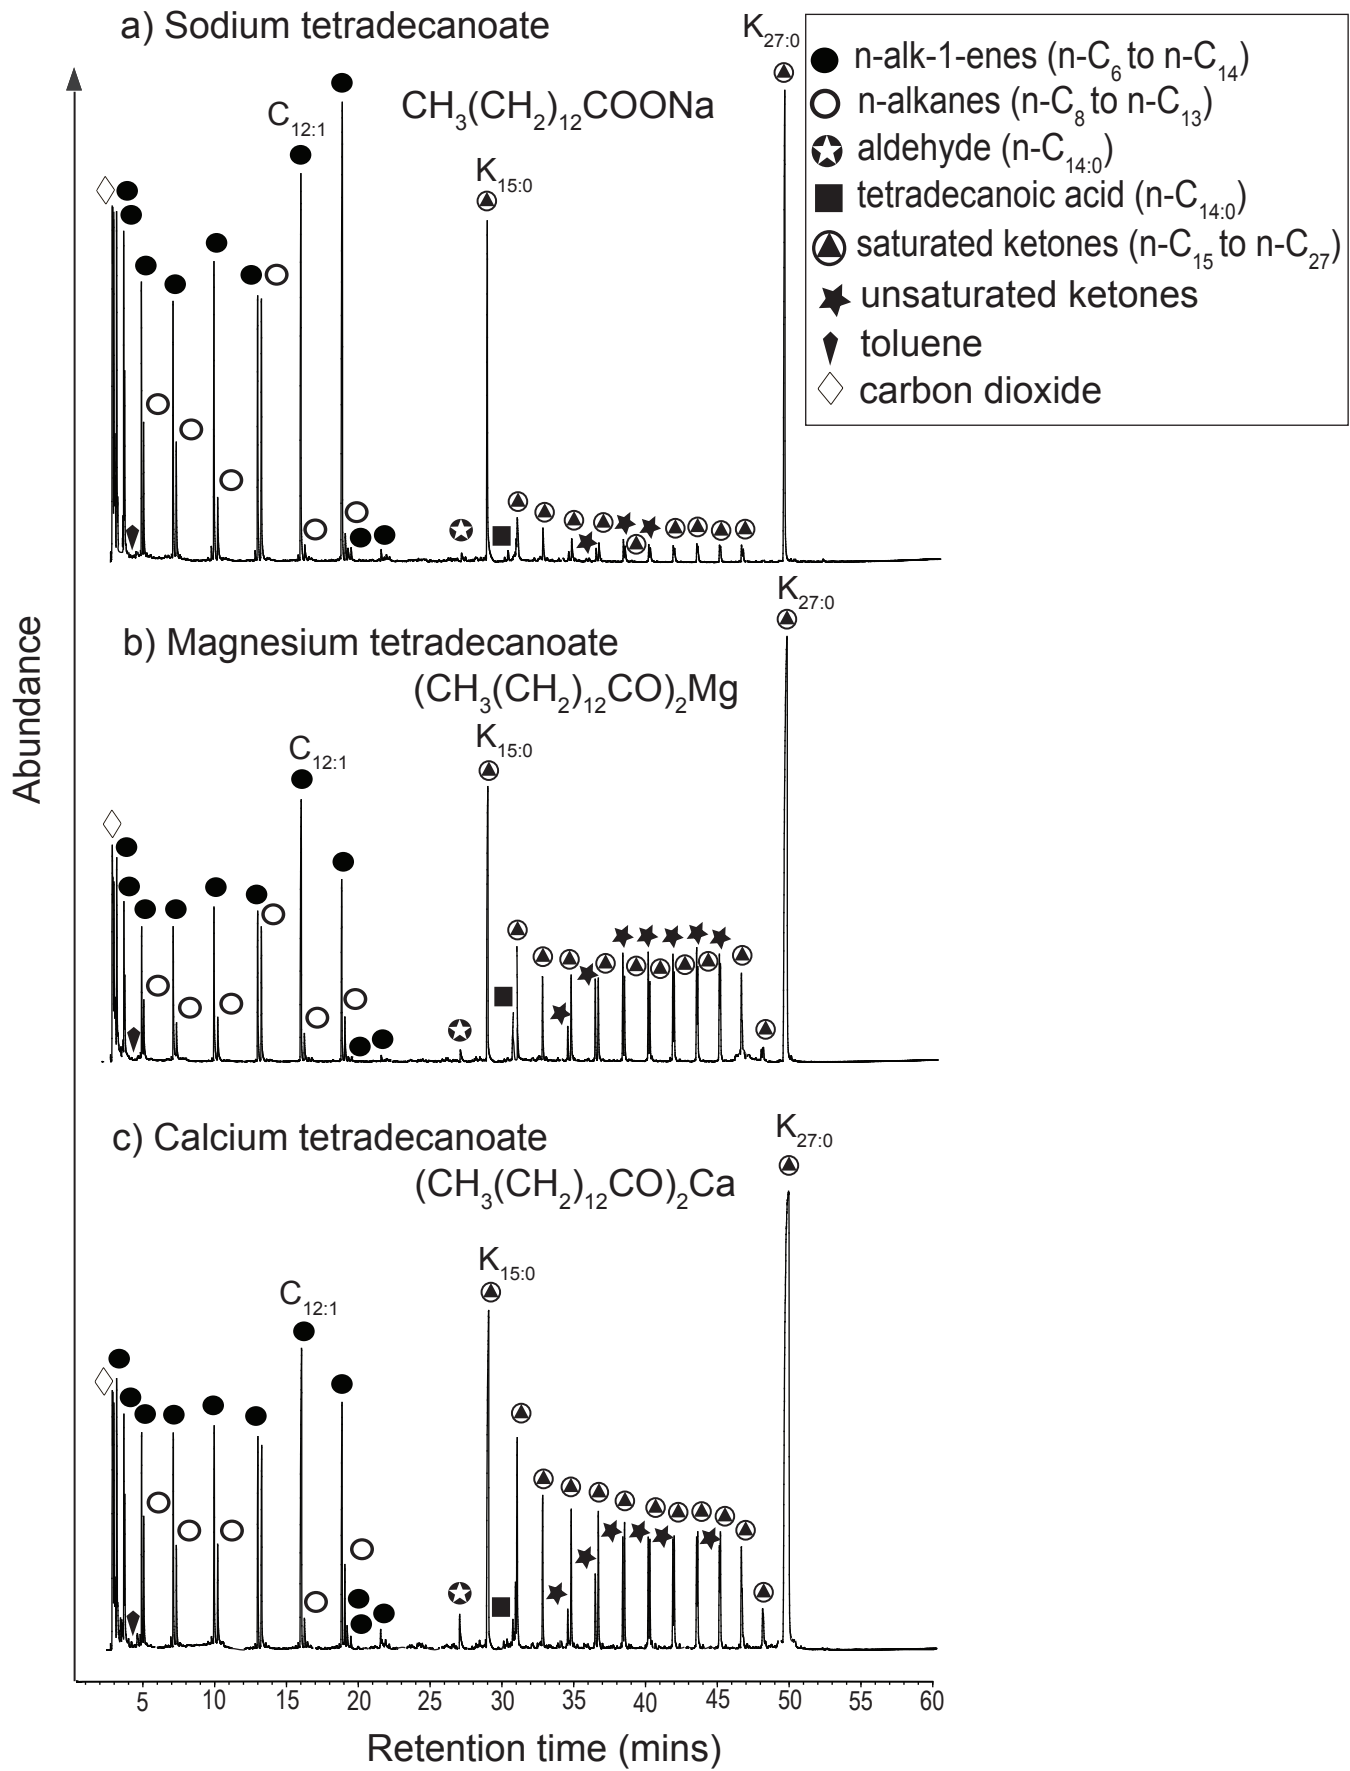 a) Sodium tetradecanoate
CH₃(CH₂)₁₂COONa
C₁₂:₁
K₁₅:₀
K₂₇:₀
n-alk-1-enes (n-C₆ to n-C₁₄)
n-alkanes (n-C₈ to n-C₁₃)
aldehyde (n-C₁₄:₀)
tetradecanoic acid (n-C₁₄:₀)
saturated ketones (n-C₁₅ to n-C₂₇)
unsaturated ketones
toluene
carbon dioxide
Abundance
b) Magnesium tetradecanoate
(CH₃(CH₂)₁₂CO)₂Mg
C₁₂:₁
K₁₅:₀
K₂₇:₀
c) Calcium tetradecanoate
(CH₃(CH₂)₁₂CO)₂Ca
C₁₂:₁
K₁₅:₀
K₂₇:₀
5 10 15 20 25 30 35 40 45 50 55 60
Retention time (mins)